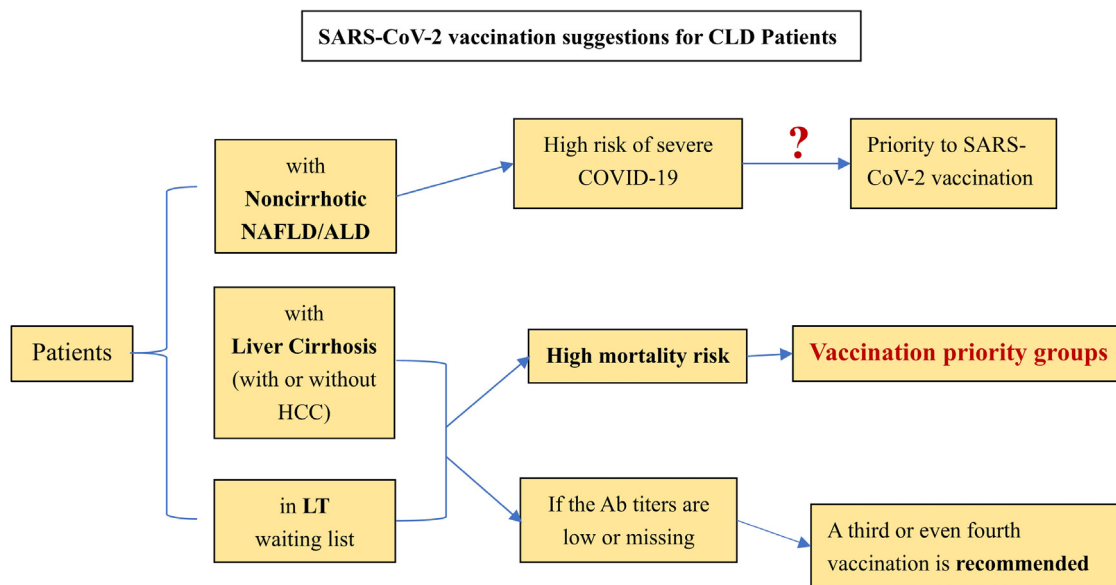 SARS-CoV-2 vaccination suggestions for CLD Patients
with
Noncirrhotic
NAFLD/ALD
High risk of severe
COVID-19
?
Priority to SARS-
CoV-2 vaccination
Patients
with
Liver Cirrhosis
(with or without
HCC)
High mortality risk
Vaccination priority groups
in LT
waiting list
If the Ab titers are
low or missing
A third or even fourth
vaccination is recommended